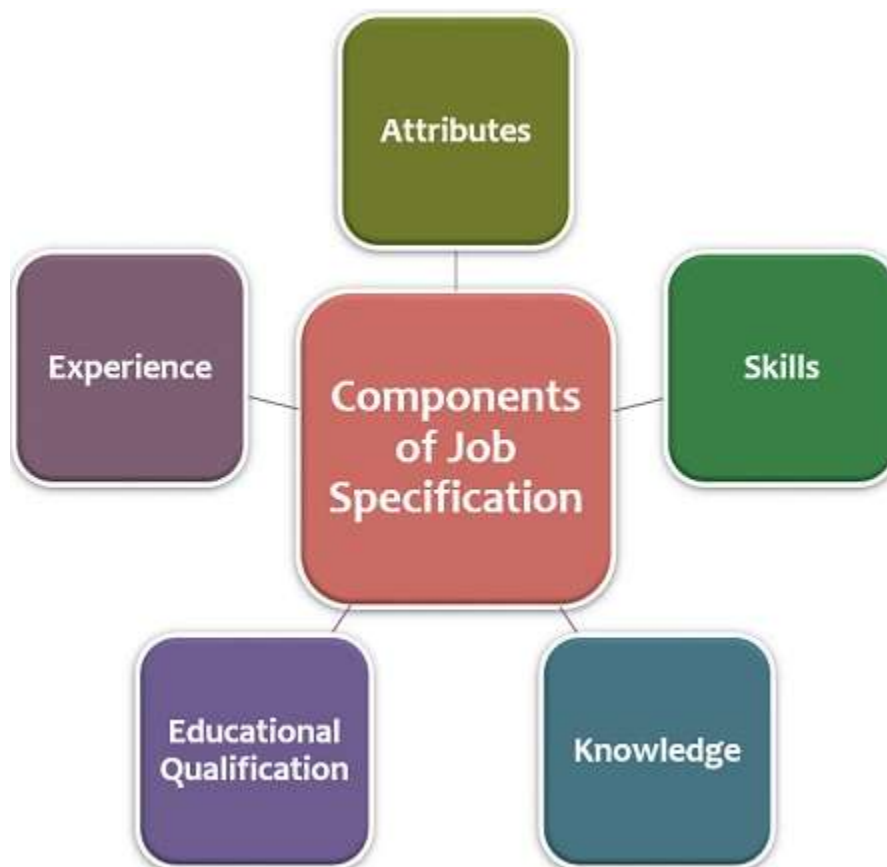 Attributes
Experience
Skills
Components
of Job
Specification
Educational
Qualification
Knowledge